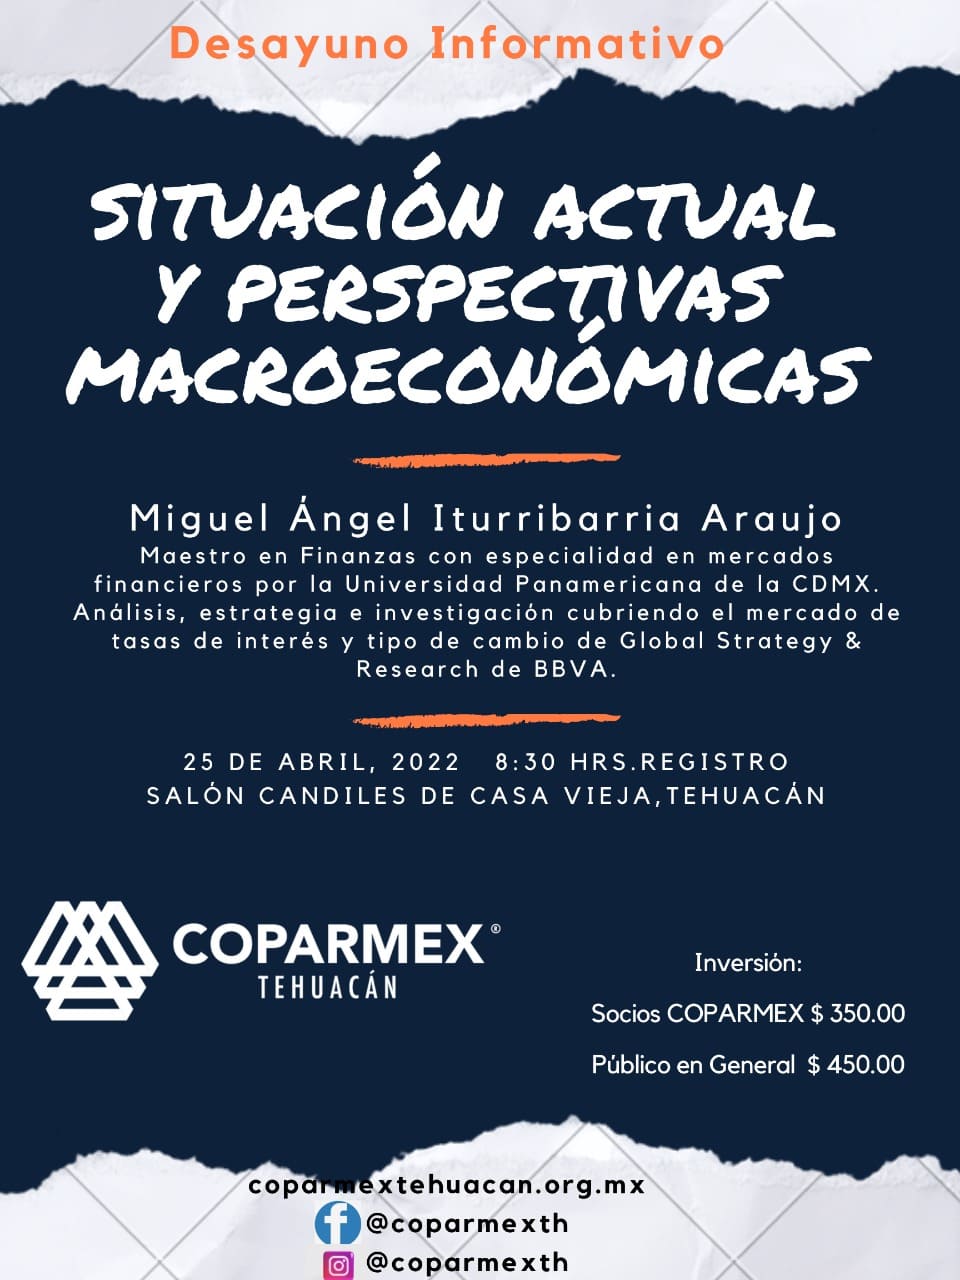 Desayuno Informativo
SITUACIÓN ACTUAL
Y PERSPECTIVAS
MACROECONÓMICAS
Miguel Ángel Iturribarria Araujo
Maestro en Finanzas con especialidad en mercados
financieros por la Universidad Panamericana de la CDMX.
Análisis, estrategia e investigación cubriendo el mercado de
tasas de interés y tipo de cambio de Global Strategy &
Research de BBVA.
25 DE ABRIL, 2022 8:30 HRS.REGISTRO
SALÓN CANDILES DE CASA VIEJA,TEHUACÁN
COPARMEX®
TEHUACÁN
Inversión:
Socios COPARMEX $ 350.00
Público en General $ 450.00
coparmextehuacan.org.mx
@coparmexth
@coparmexth